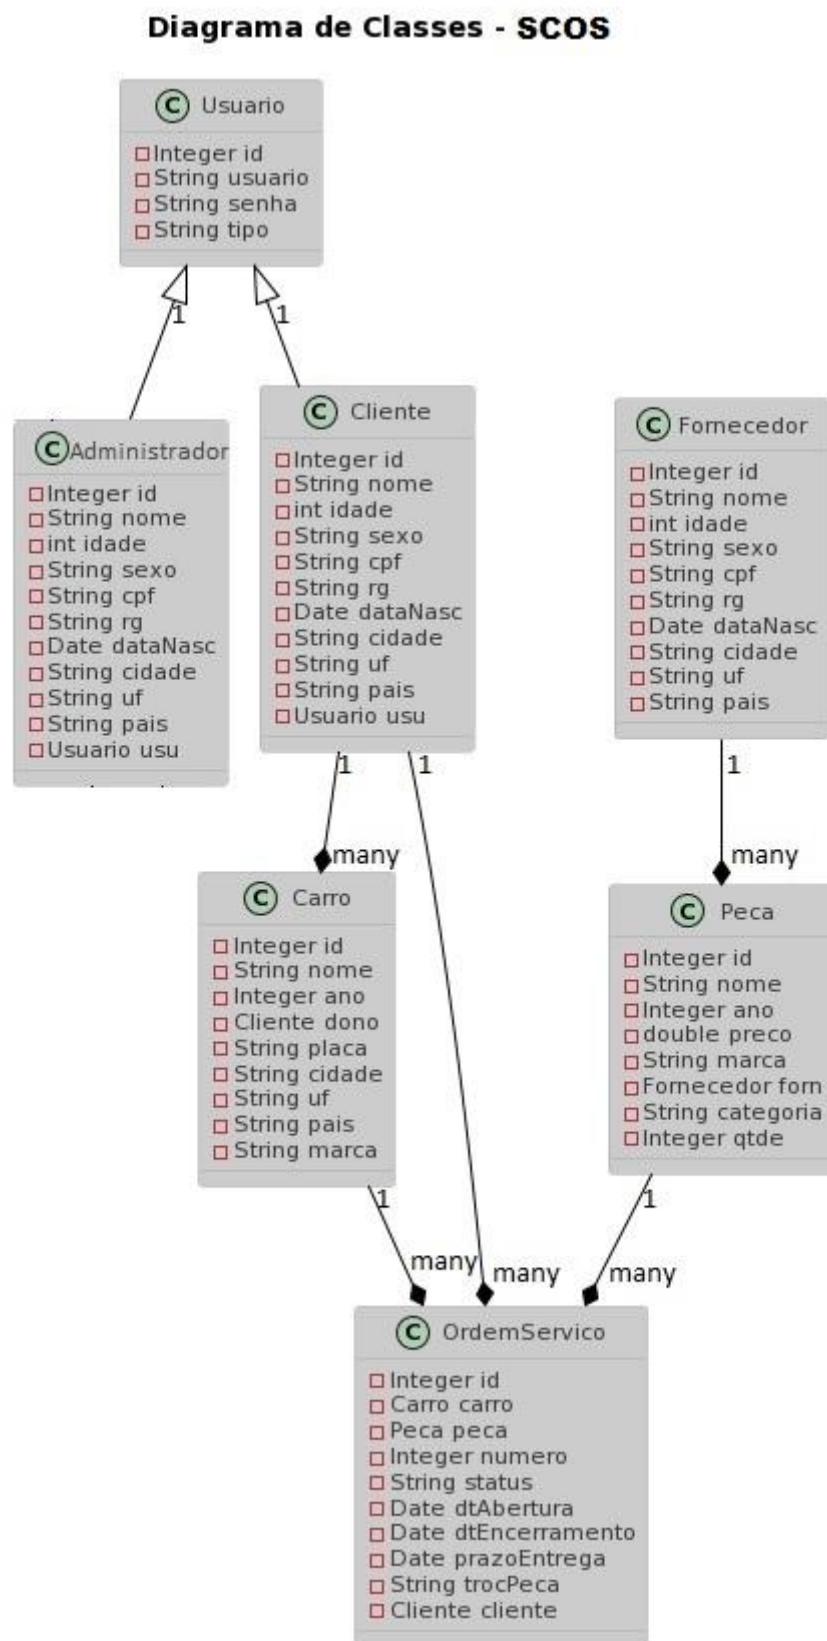 Diagrama de Classes - SCOS
C Usuario
Integer id
String usuario
String senha
String tipo
1
1
C Administrador
Integer id
String nome
int idade
String sexo
String cpf
String rg
Date dataNasc
String cidade
String uf
String pais
Usuario usu
C Cliente
Integer id
String nome
int idade
String sexo
String cpf
String rg
Date dataNasc
String cidade
String uf
String pais
Usuario usu
C Fornecedor
Integer id
String nome
int idade
String sexo
String cpf
String rg
Date dataNasc
String cidade
String uf
String pais
1
1
1
many
many
C Carro
Integer id
String nome
Integer ano
Cliente dono
String placa
String cidade
String uf
String pais
String marca
C Peca
Integer id
String nome
Integer ano
double preco
String marca
Fornecedor forn
String categoria
Integer qtde
1
1
many
many
many
C OrdemServico
Integer id
Carro carro
Peca peca
Integer numero
String status
Date dtAbertura
Date dtEncerramento
Date prazoEntrega
String trocPeca
Cliente cliente